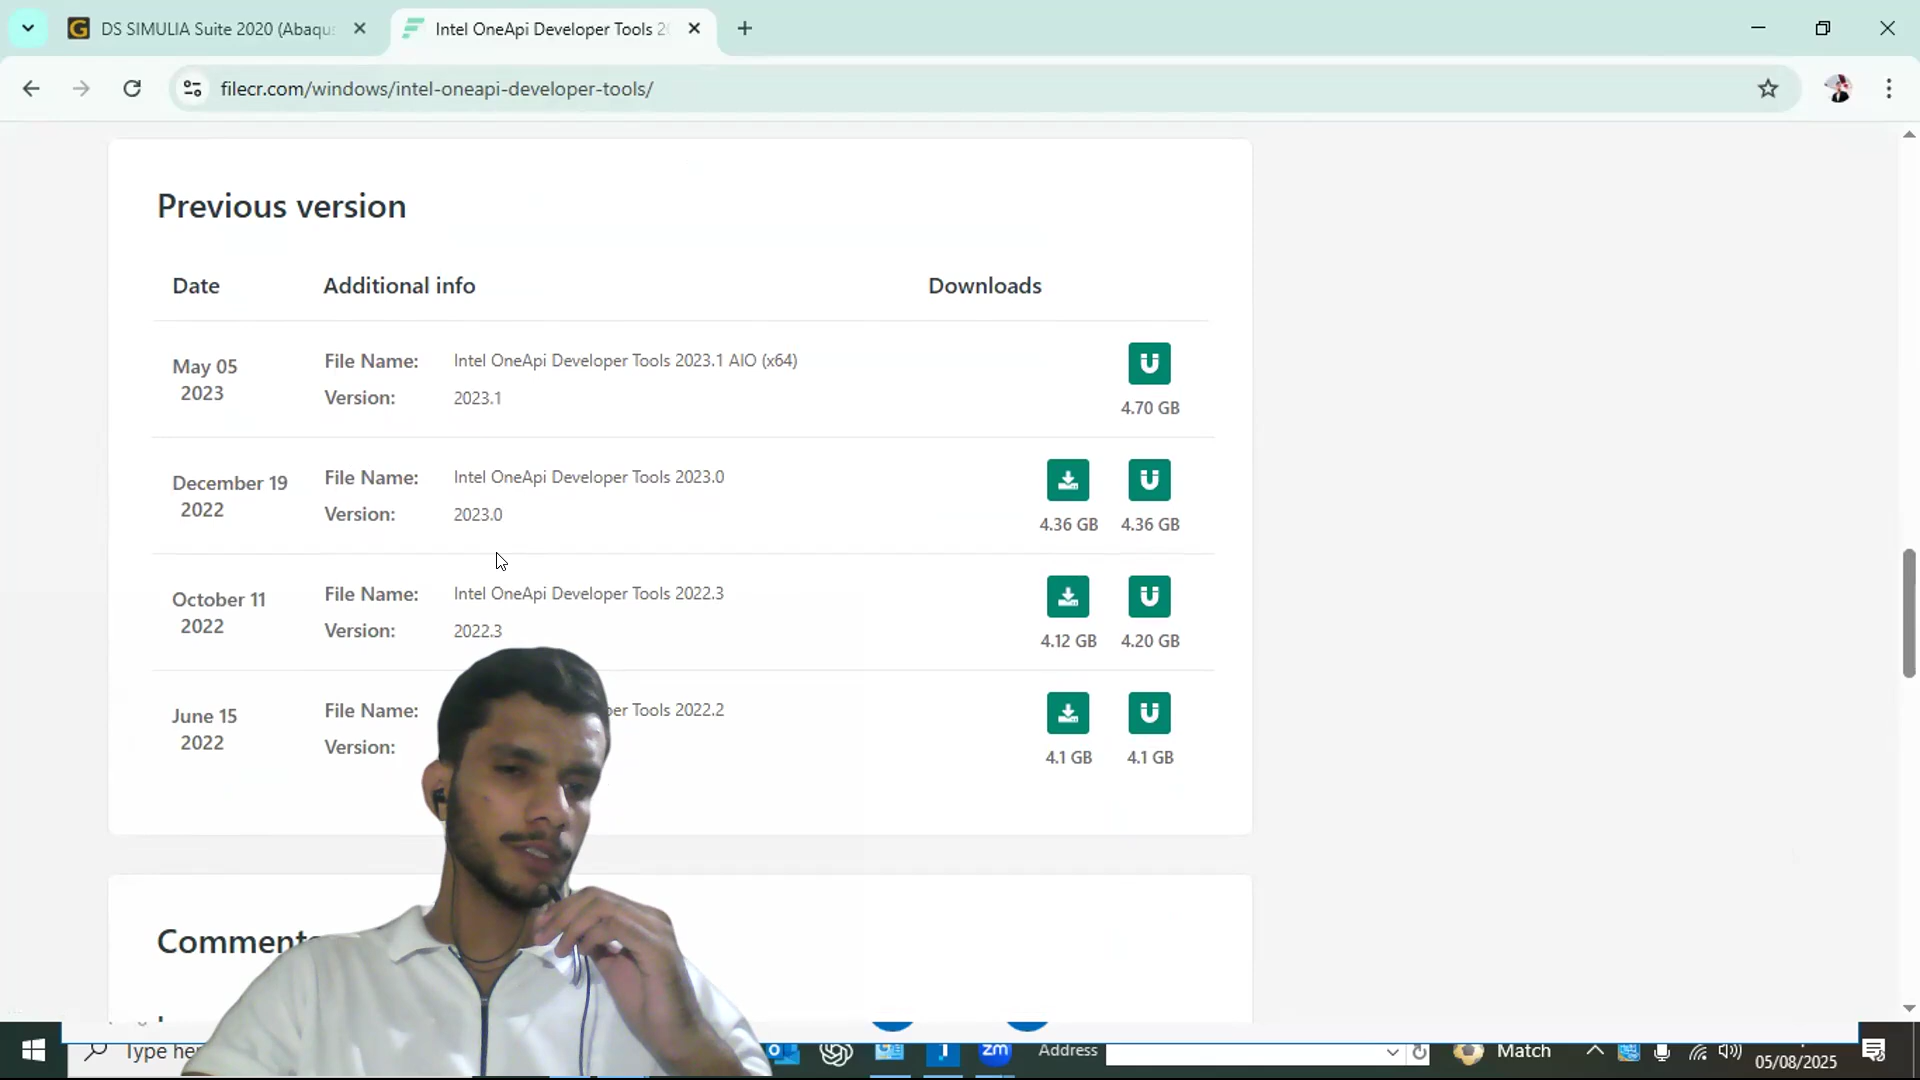 DS SIMULIA Suite 2020 (Abaqu
Intel OneApi Developer Tools 2
filecr.com/windows/intel-oneapi-developer-tools/
Previous version
Date Additional info Downloads
May 05 2023
File Name: Intel OneApi Developer Tools 2023.1 AIO (x64)
Version: 2023.1
4.70 GB
December 19 2022
File Name: Intel OneApi Developer Tools 2023.0
Version: 2023.0
4.36 GB 4.36 GB
October 11 2022
File Name: Intel OneApi Developer Tools 2022.3
Version: 2022.3
4.12 GB 4.20 GB
June 15 2022
File Name: per Tools 2022.2
Version:
4.1 GB 4.1 GB
Comments
Type her
zm
Address
Match
05/08/2025